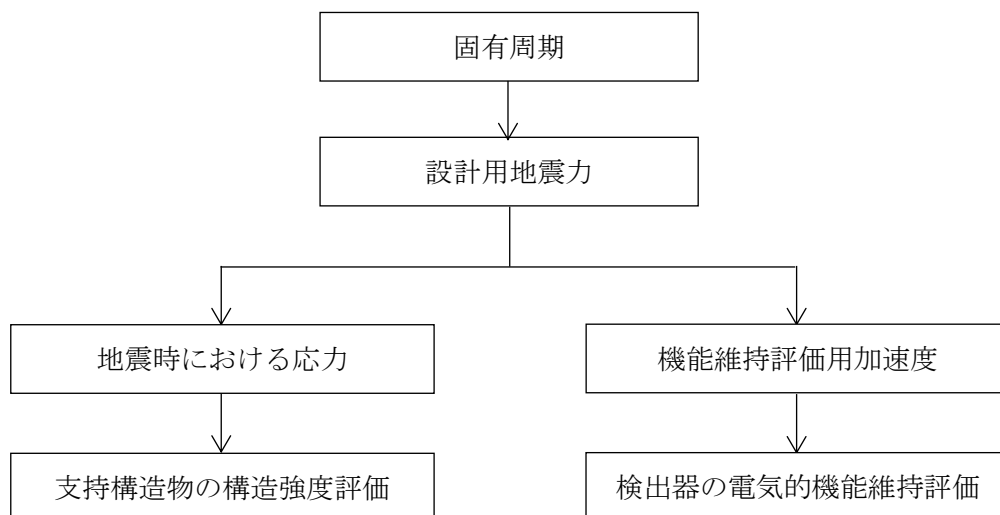 固有周期
設計用地震力
地震時における応力
機能維持評価用加速度
支持構造物の構造強度評価
検出器の電気的機能維持評価